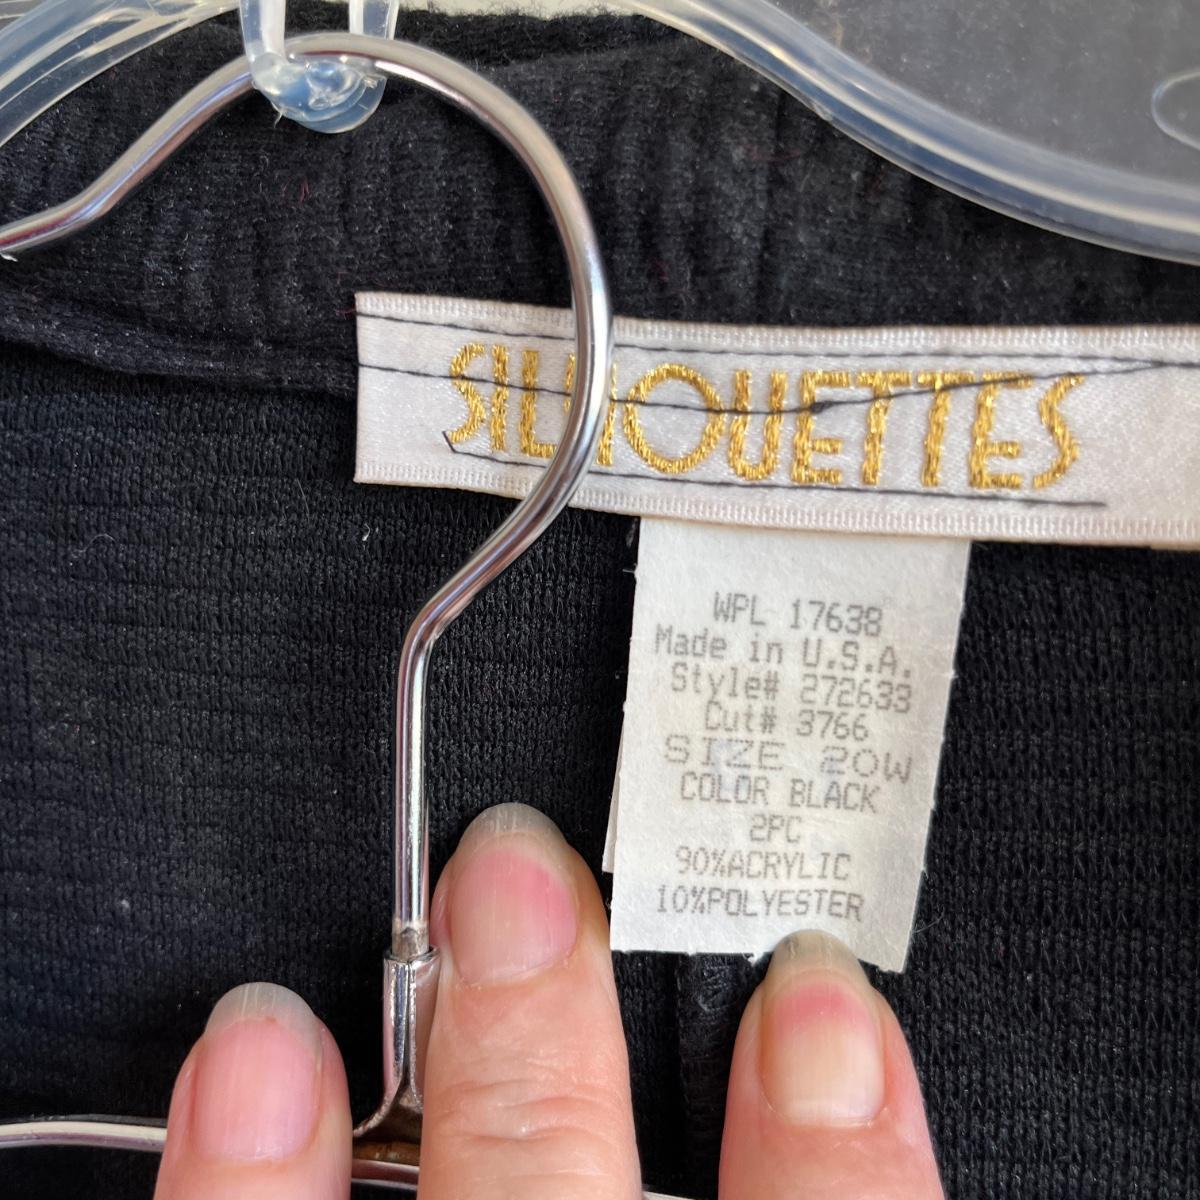 SILHOUETTES
WPL 17638
Made in U.S.A.
Style# 272633
Cut# 3766
SIZE 20W
COLOR BLACK
2PC
90%ACRYLIC
10%POLYESTER